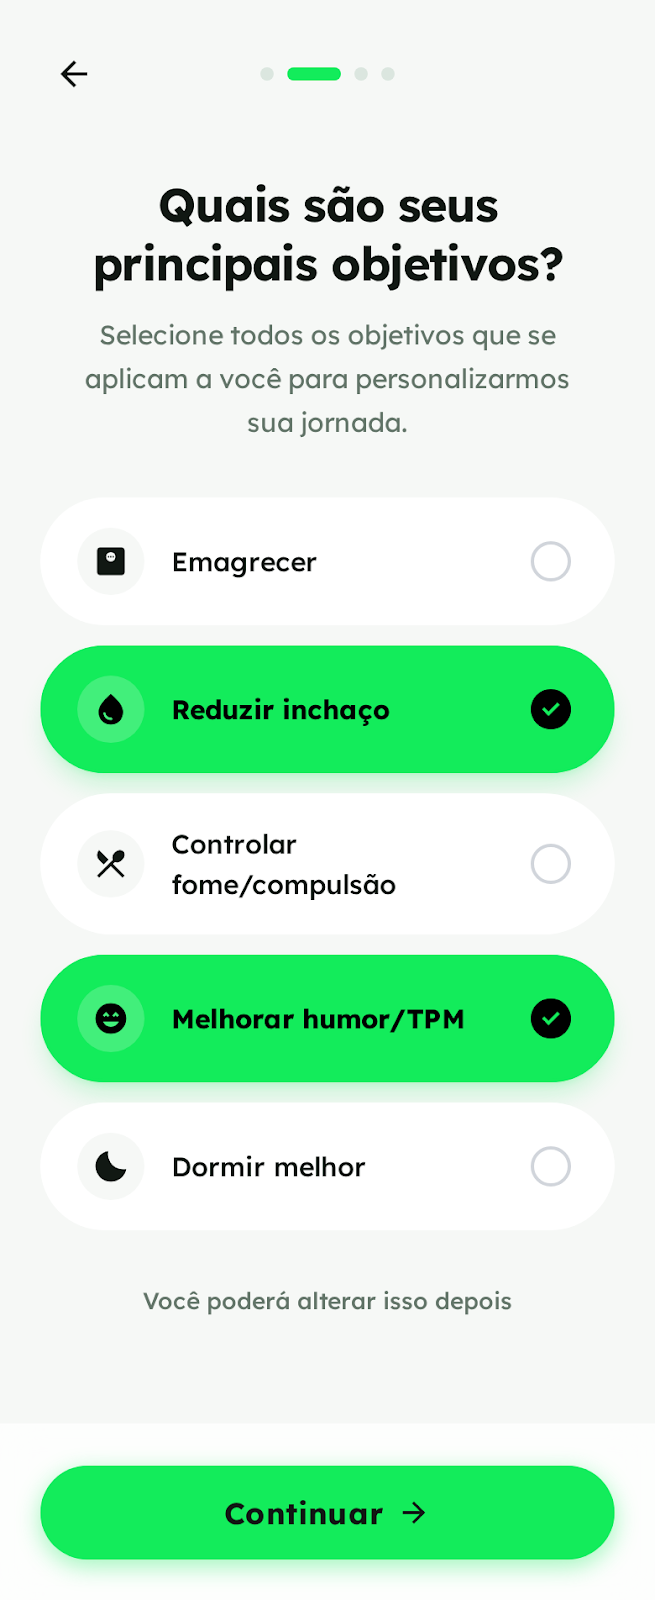 Quais são seus
principais objetivos?
Selecione todos os objetivos que se
aplicam a você para personalizarmos
sua jornada.
Emagrecer
Reduzir inchaço
Controlar
fome/compulsão
Melhorar humor/TPM
Dormir melhor
Você poderá alterar isso depois
Continuar →